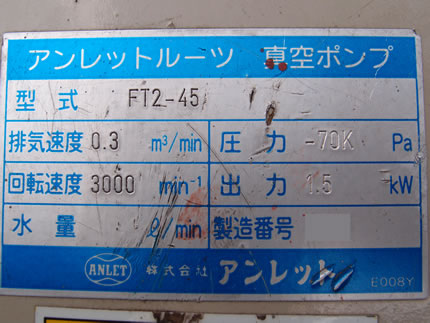 アンレットルーツ 真空ポンプ
型式 FT2-45
排気速度 0.3 m³/min 圧力 -70K Pa
回転速度 3000 min⁻¹ 出力 1.5 kW
水量 ℓ/min 製造番号
ANLET 株式会社 アンレット E008Y